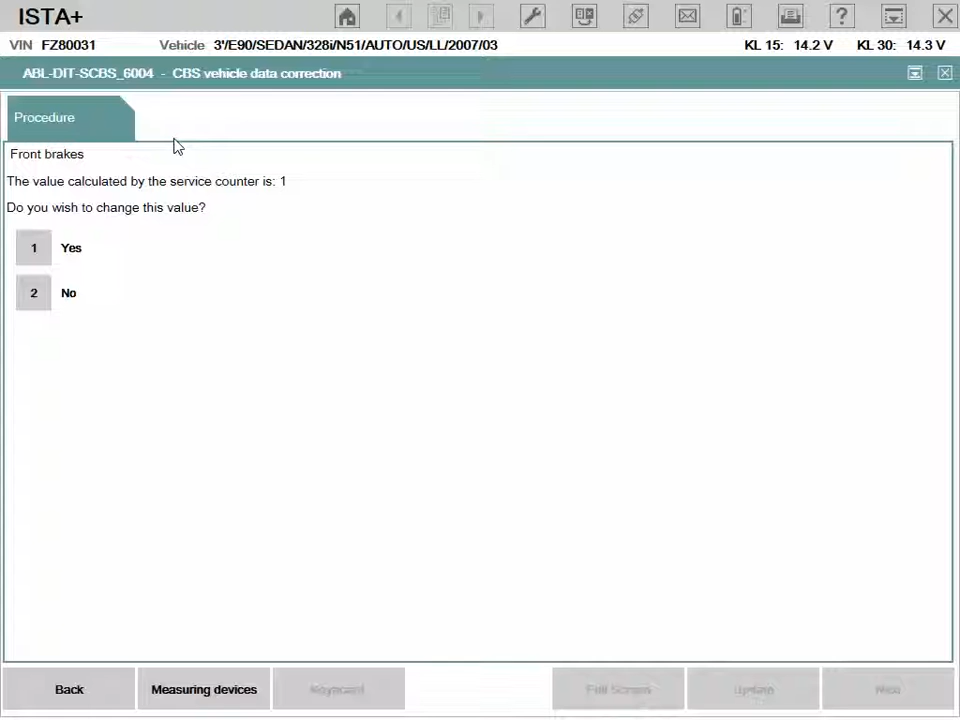 ISTA+
VIN FZ80031 Vehicle 3'/E90/SEDAN/328i/N51/AUTO/US/LL/2007/03 KL 15: 14.2 V KL 30: 14.3 V
ABL-DIT-SCBS_6004 - CBS vehicle data correction
Procedure
Front brakes
The value calculated by the service counter is: 1
Do you wish to change this value?
1 Yes
2 No
Back Measuring devices Keyboard Full Screen Update Next